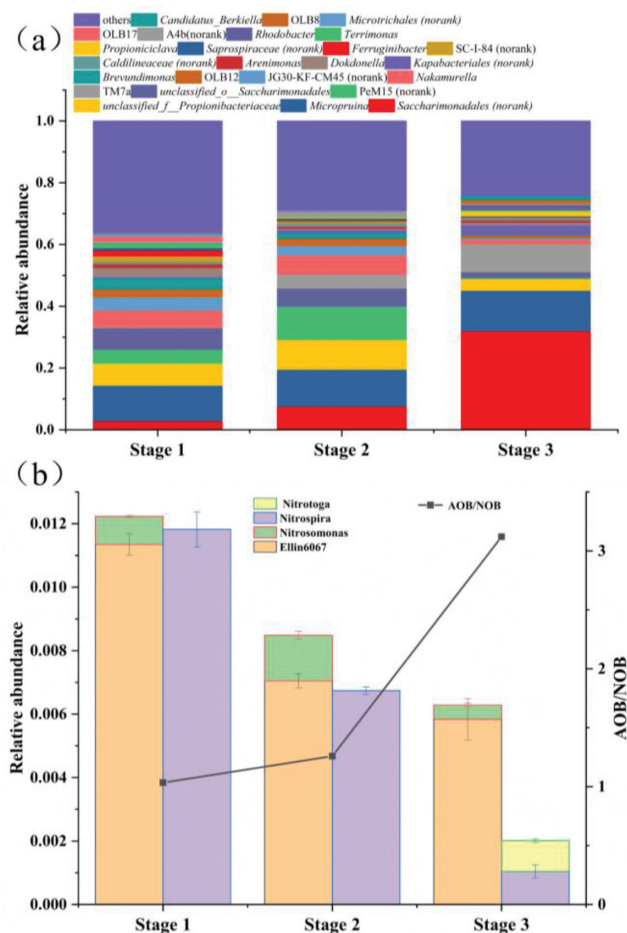 (a)
others Candidatus_Berkiella OLB8 Microtrichales (norank)
OLB17 A4b(norank) Rhodobacter Terrimonas
Propioniciclava Saprospiraceae (norank) Ferruginibacter SC-I-84 (norank)
Caldilineaceae (norank) Arenimonas Dokdonella Kapabacteriales (norank)
Brevundimonas OLB12 JG30-KF-CM45 (norank) Nakamurella
TM7a unclassified_o__Saccharimonadales PeM15 (norank)
unclassified_f__Propionibacteriaceae Micropruina Saccharimonadales (norank)
Relative abundance
1.0
0.8
0.6
0.4
0.2
0.0
Stage 1 Stage 2 Stage 3
(b)
Nitrotoga
Nitrospira
Nitrosomonas
Ellin6067
AOB/NOB
Relative abundance
0.012
0.010
0.008
0.006
0.004
0.002
0.000
3
2
1
0
AOB/NOB
Stage 1 Stage 2 Stage 3